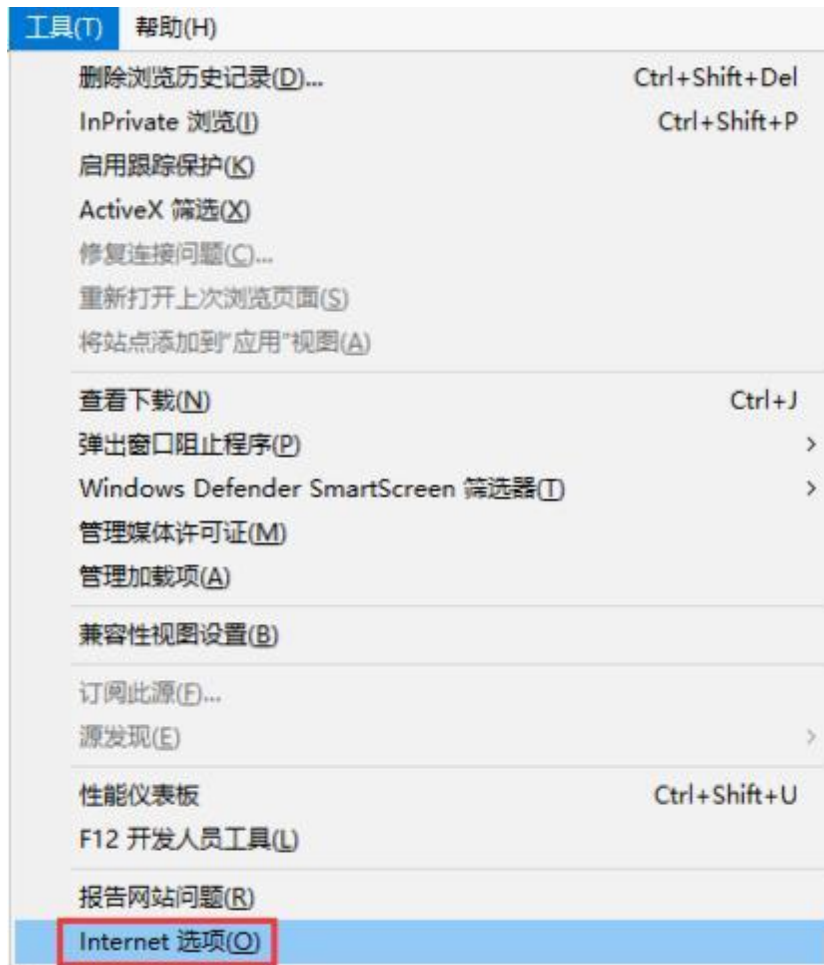 工具(T) 帮助(H)
删除浏览历史记录(D)... Ctrl+Shift+Del
InPrivate 浏览(I) Ctrl+Shift+P
启用跟踪保护(K)
ActiveX 筛选(X)
修复连接问题(C)...
重新打开上次浏览页面(S)
将站点添加到"应用"视图(A)
查看下载(N) Ctrl+J
弹出窗口阻止程序(P) >
Windows Defender SmartScreen 筛选器(T) >
管理媒体许可证(M)
管理加载项(A)
兼容性视图设置(B)
订阅此源(F)...
源发现(E) >
性能仪表板 Ctrl+Shift+U
F12 开发人员工具(L)
报告网站问题(R)
Internet 选项(O)